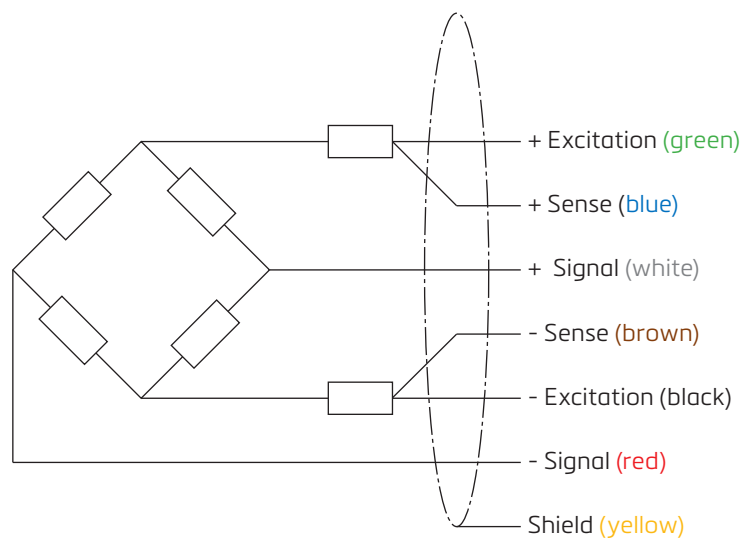 + Excitation (green)
+ Sense (blue)
+ Signal (white)
- Sense (brown)
- Excitation (black)
- Signal (red)
Shield (yellow)